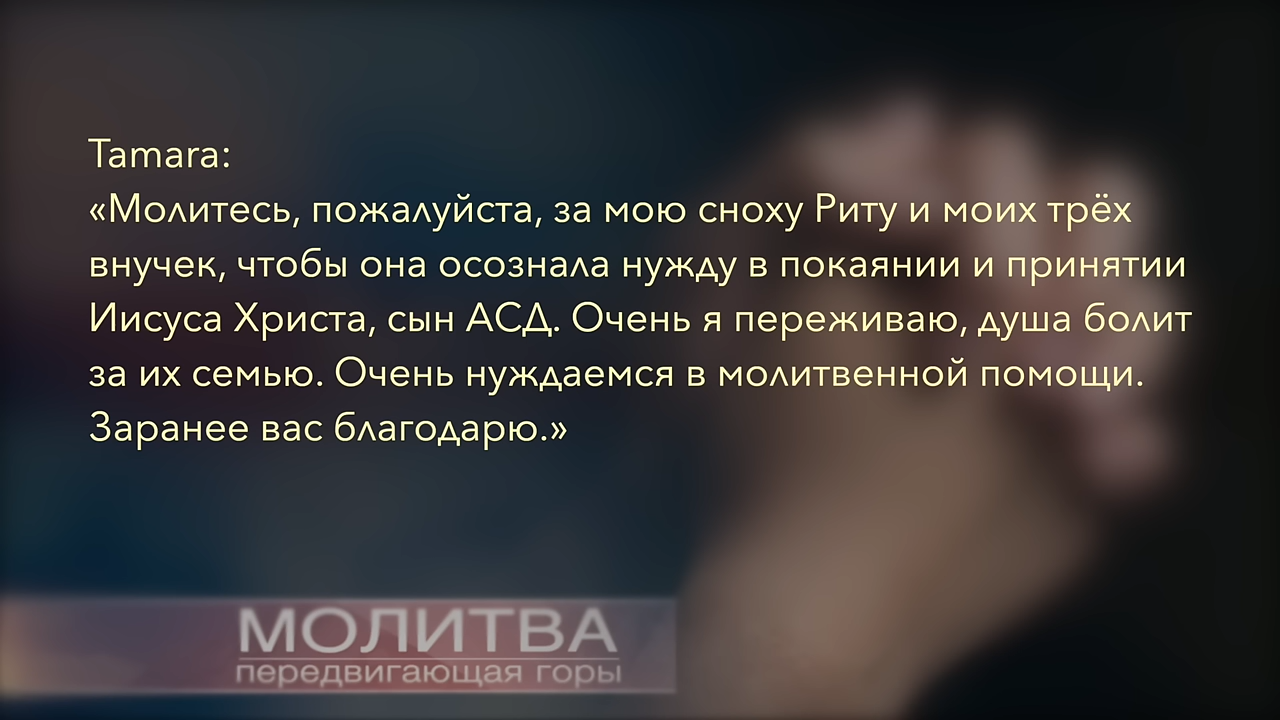 Tamara:
«Молитесь, пожалуйста, за мою сноху Риту и моих трёх
внучек, чтобы она осознала нужду в покаянии и принятии
Иисуса Христа, сын АСД. Очень я переживаю, душа болит
за их семью. Очень нуждаемся в молитвенной помощи.
Заранее вас благодарю.»
МОЛИТВА
передвигающая горы